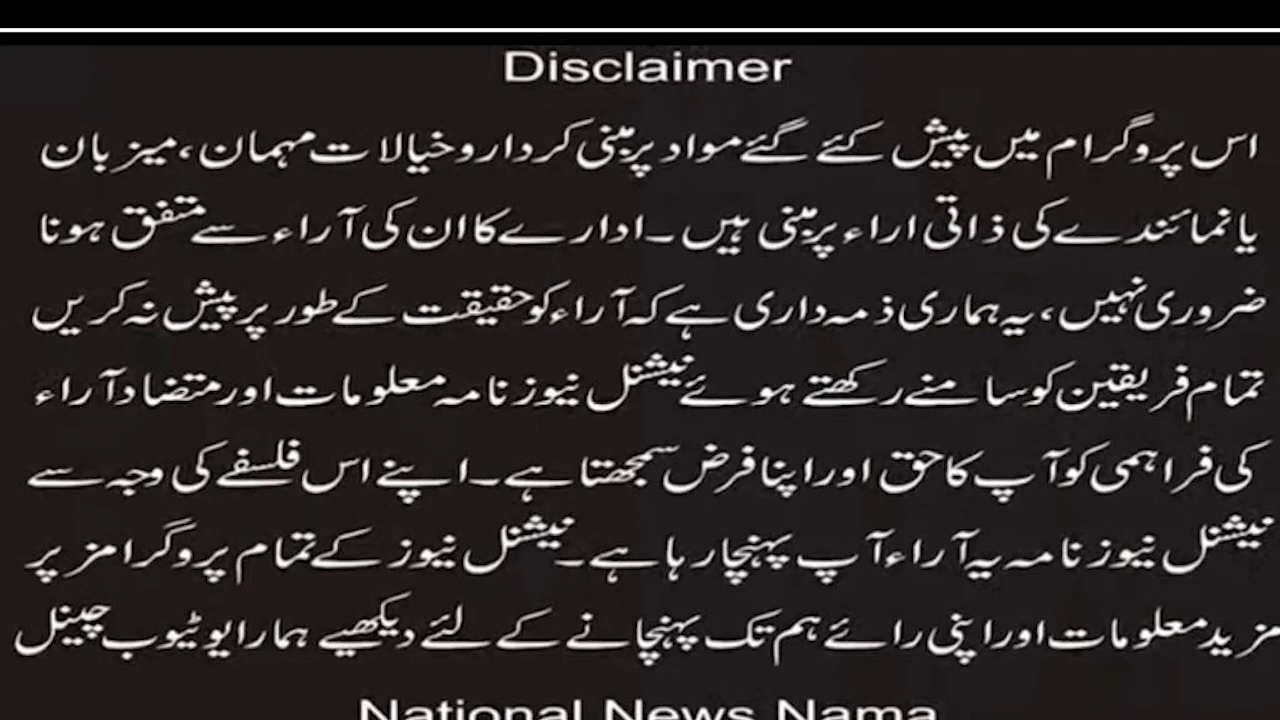 Disclaimer
اس پروگرام میں پیش کئے گئے مواد پر مبنی کردار و خیالات مہمان، میزبان
یا نمائندے کی ذاتی اراء پر مبنی ہیں۔ ادارے کا ان کی آراء سے متفق ہونا
ضروری نہیں، یہ ہماری ذمہ داری ہے کہ آراء کو حقیقت کے طور پر پیش نہ کریں
تمام فریقین کو سامنے رکھتے ہوئے نیشنل نیوز نامہ معلومات اور متضاد آراء
کی فراہمی کو آپ کا حق اور اپنا فرض سمجھتا ہے۔ اپنے اس فلسفے کی وجہ سے
نیشنل نیوز نامہ یہ آراء آپ پہنچا رہا ہے۔ نیشنل نیوز کے تمام پروگرامز پر
مزید معلومات اور اپنی رائے ہم تک پہنچانے کے لئے دیکھیے ہمارا یوٹیوب چینل
National News Nama